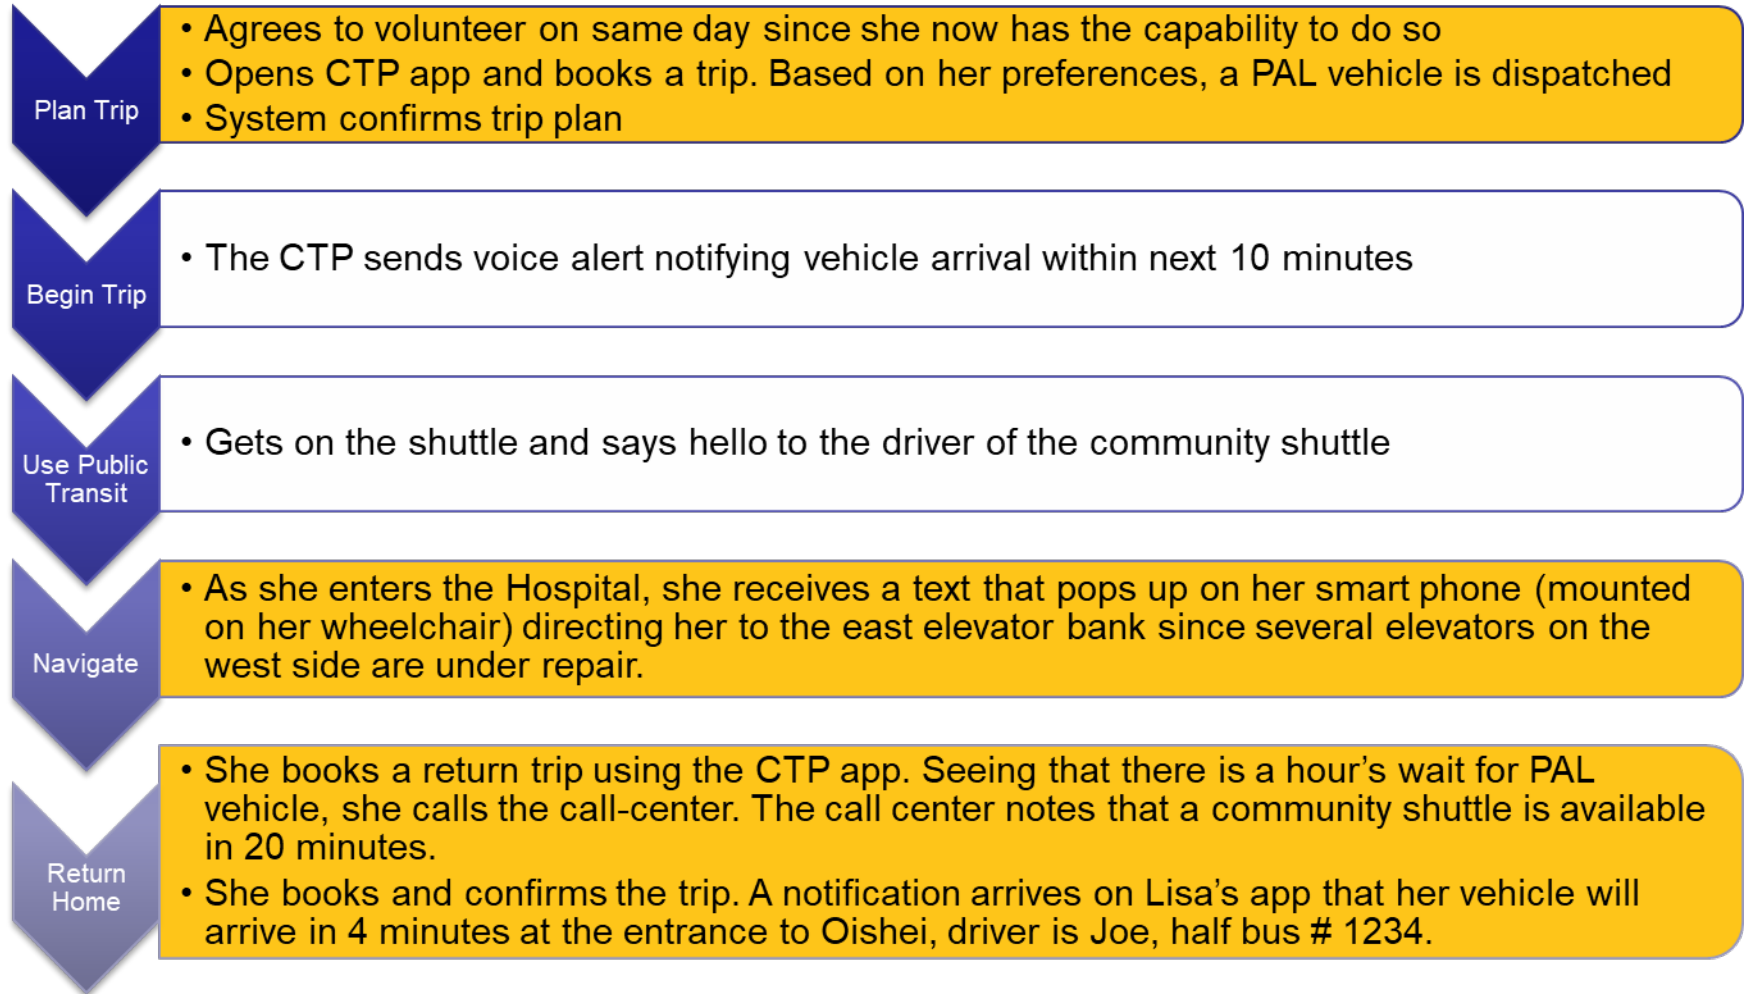 Plan Trip
• Agrees to volunteer on same day since she now has the capability to do so
• Opens CTP app and books a trip. Based on her preferences, a PAL vehicle is dispatched
• System confirms trip plan
Begin Trip
• The CTP sends voice alert notifying vehicle arrival within next 10 minutes
Use Public
Transit
• Gets on the shuttle and says hello to the driver of the community shuttle
Navigate
• As she enters the Hospital, she receives a text that pops up on her smart phone (mounted
on her wheelchair) directing her to the east elevator bank since several elevators on the
west side are under repair.
Return
Home
• She books a return trip using the CTP app. Seeing that there is a hour's wait for PAL
vehicle, she calls the call-center. The call center notes that a community shuttle is available
in 20 minutes.
• She books and confirms the trip. A notification arrives on Lisa's app that her vehicle will
arrive in 4 minutes at the entrance to Oishei, driver is Joe, half bus # 1234.